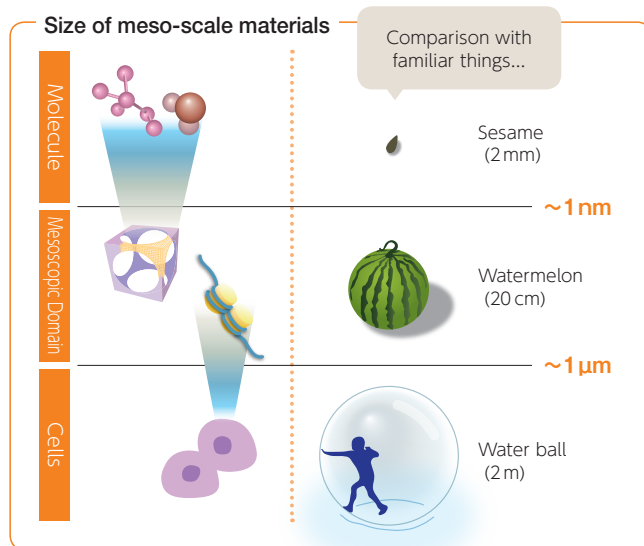 Size of meso-scale materials
Comparison with
familiar things...
Molecule
Sesame
(2 mm)
~1 nm
Mesoscopic Domain
Watermelon
(20 cm)
~1 μm
Cells
Water ball
(2 m)